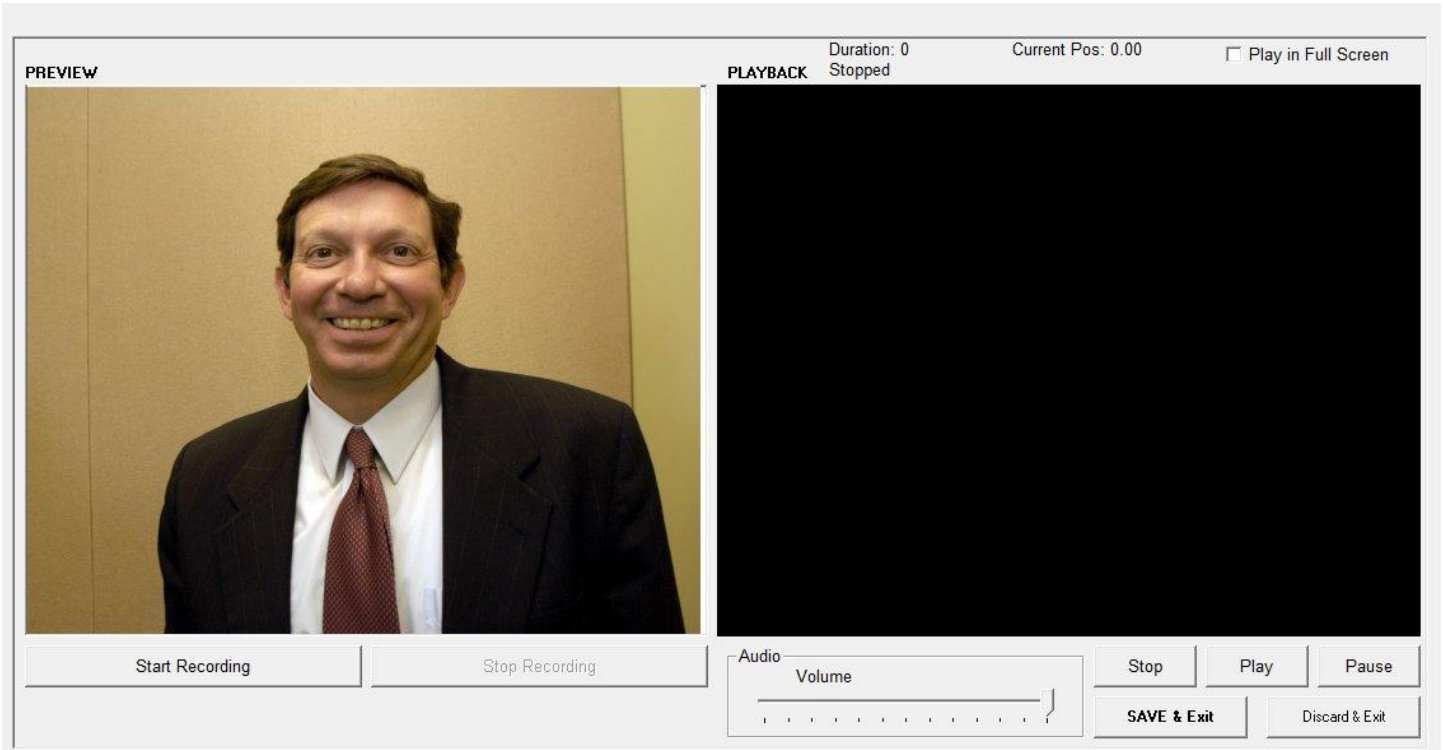 Duration: 0
Current Pos: 0.00
Play in Full Screen
PREVIEW
PLAYBACK
Stopped
Start Recording
Stop Recording
Audio
Volume
Stop
Play
Pause
SAVE & Exit
Discard & Exit